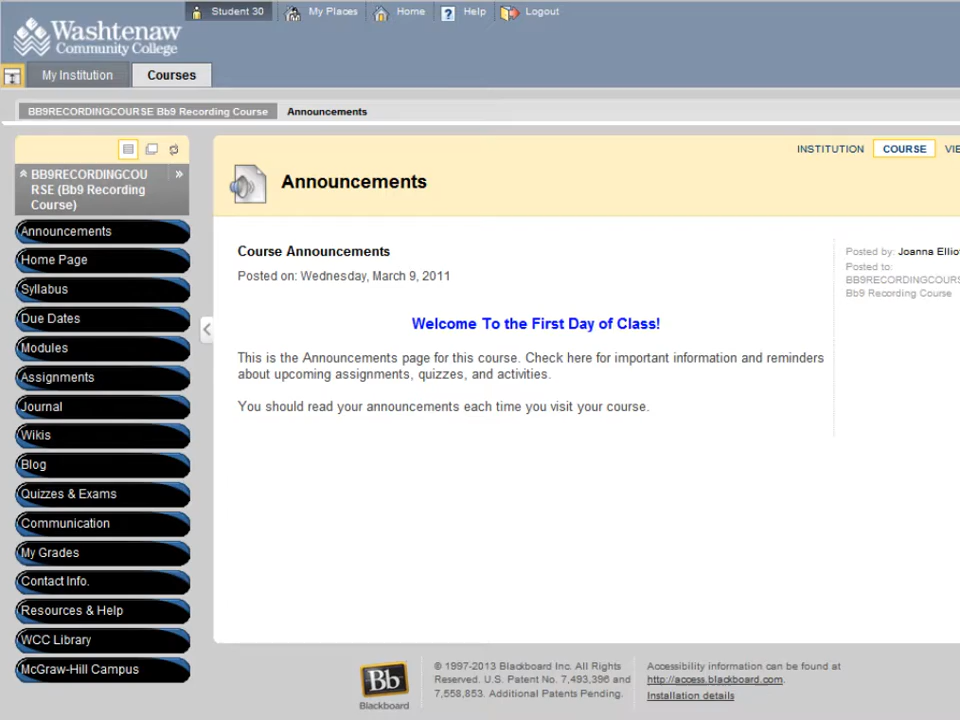 Student 30
My Places
Home
Help
Logout
Washtenaw
Community College
My Institution
Courses
BB9RECORDINGCOURSE Bb9 Recording Course
Announcements
BB9RECORDINGCOU
RSE (Bb9 Recording
Course)
Announcements
Home Page
Syllabus
Due Dates
Modules
Assignments
Journal
Wikis
Blog
Quizzes & Exams
Communication
My Grades
Contact Info.
Resources & Help
WCC Library
McGraw-Hill Campus
INSTITUTION
COURSE
VIE
Announcements
Course Announcements
Posted on: Wednesday, March 9, 2011
Welcome To the First Day of Class!
This is the Announcements page for this course. Check here for important information and reminders
about upcoming assignments, quizzes, and activities.
You should read your announcements each time you visit your course.
Posted by: Joanna Ellio
Posted to:
BB9RECORDINGCOURS
Bb9 Recording Course
Bb
Blackboard
© 1997-2013 Blackboard Inc. All Rights
Reserved. U.S. Patent No. 7,493,396 and
7,558,853. Additional Patents Pending.
Accessibility information can be found at
http://access.blackboard.com.
Installation details